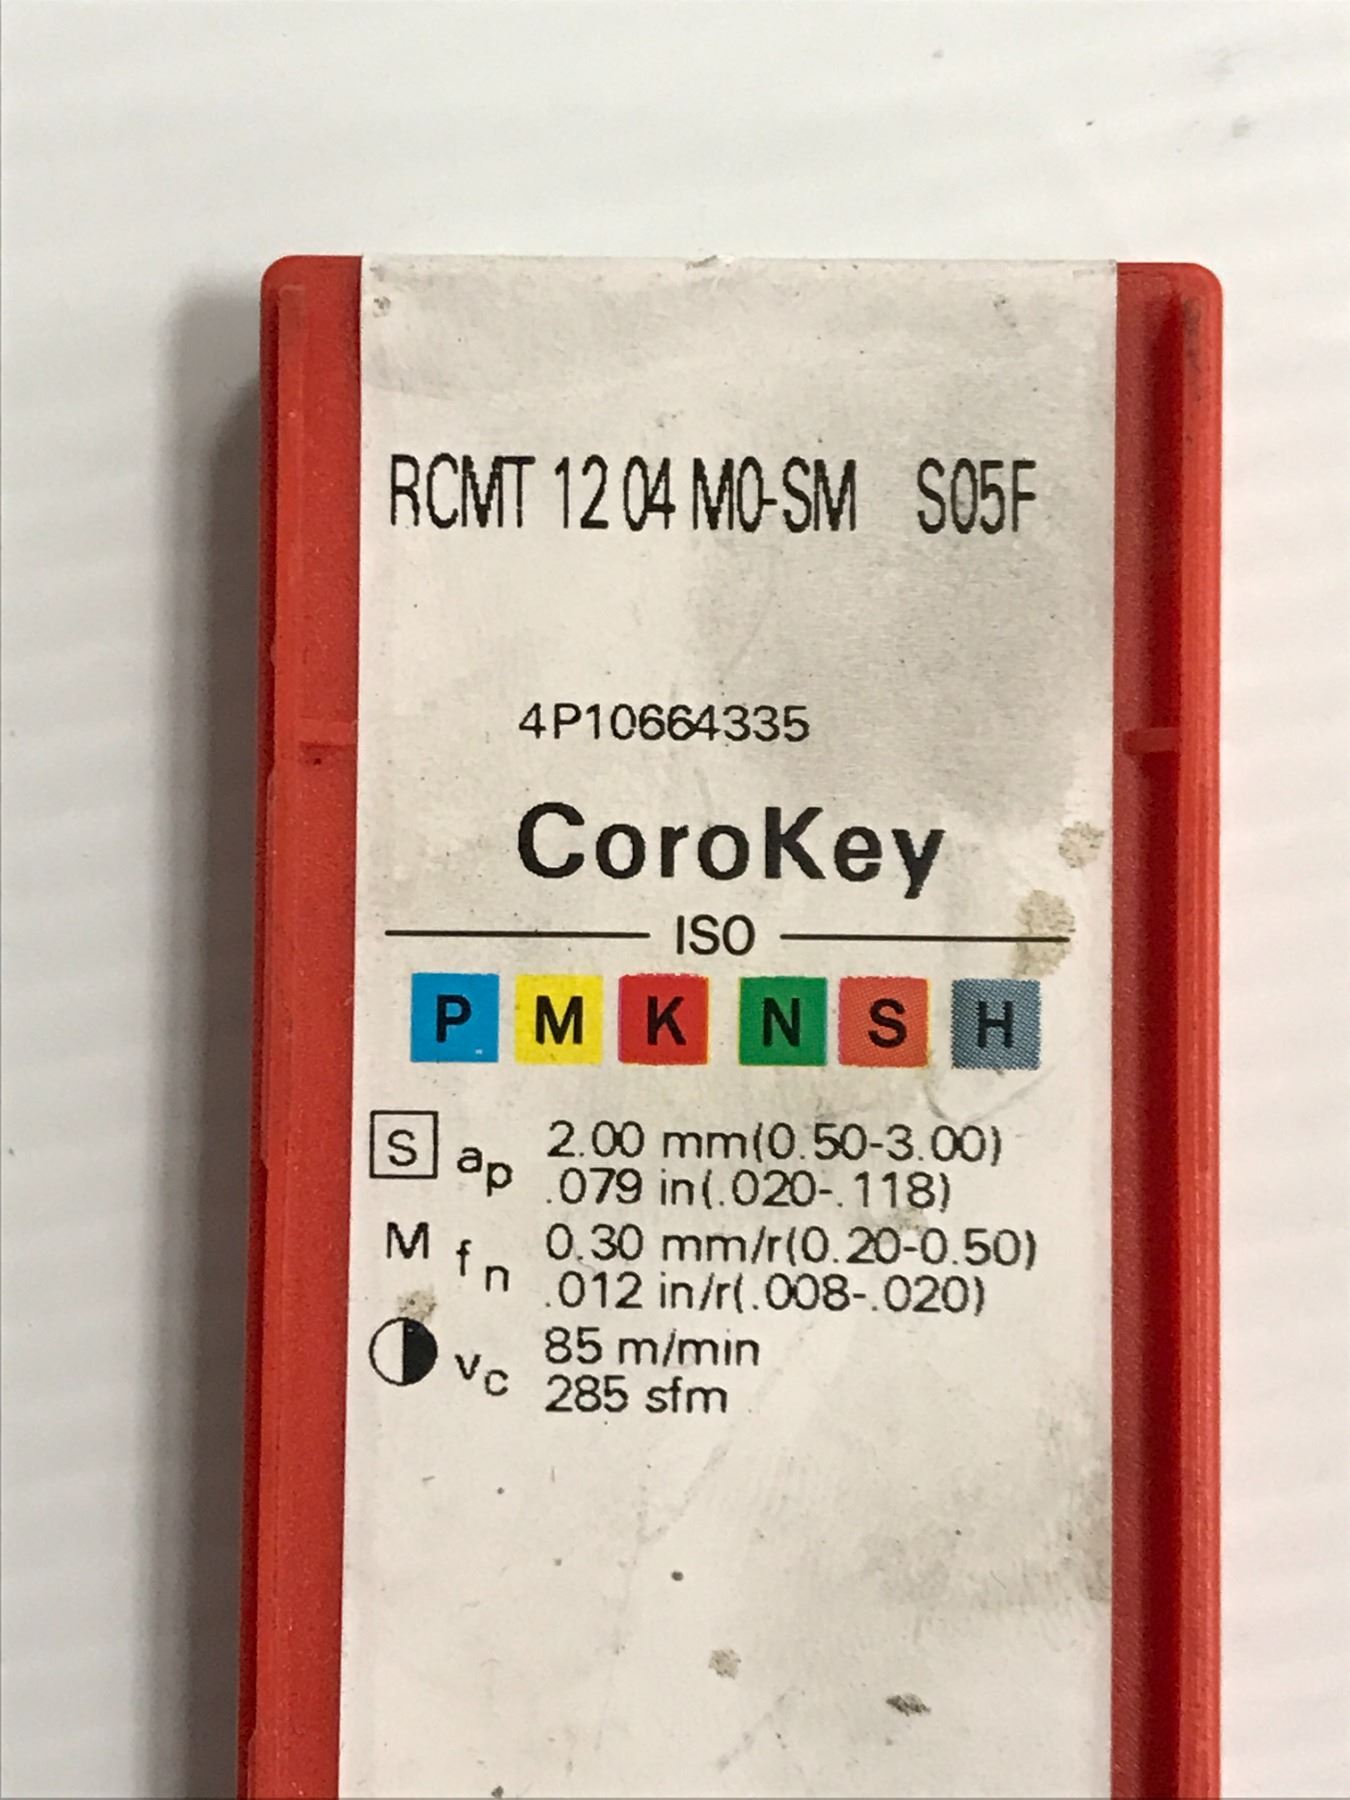 RCMT 12 04 M0-SM S05F
4P10664335
CoroKey
ISO
P M K N S H
S ap 2.00 mm(0.50-3.00)
.079 in(.020-.118)
M fn 0.30 mm/r(0.20-0.50)
.012 in/r(.008-.020)
vc 85 m/min
285 sfm